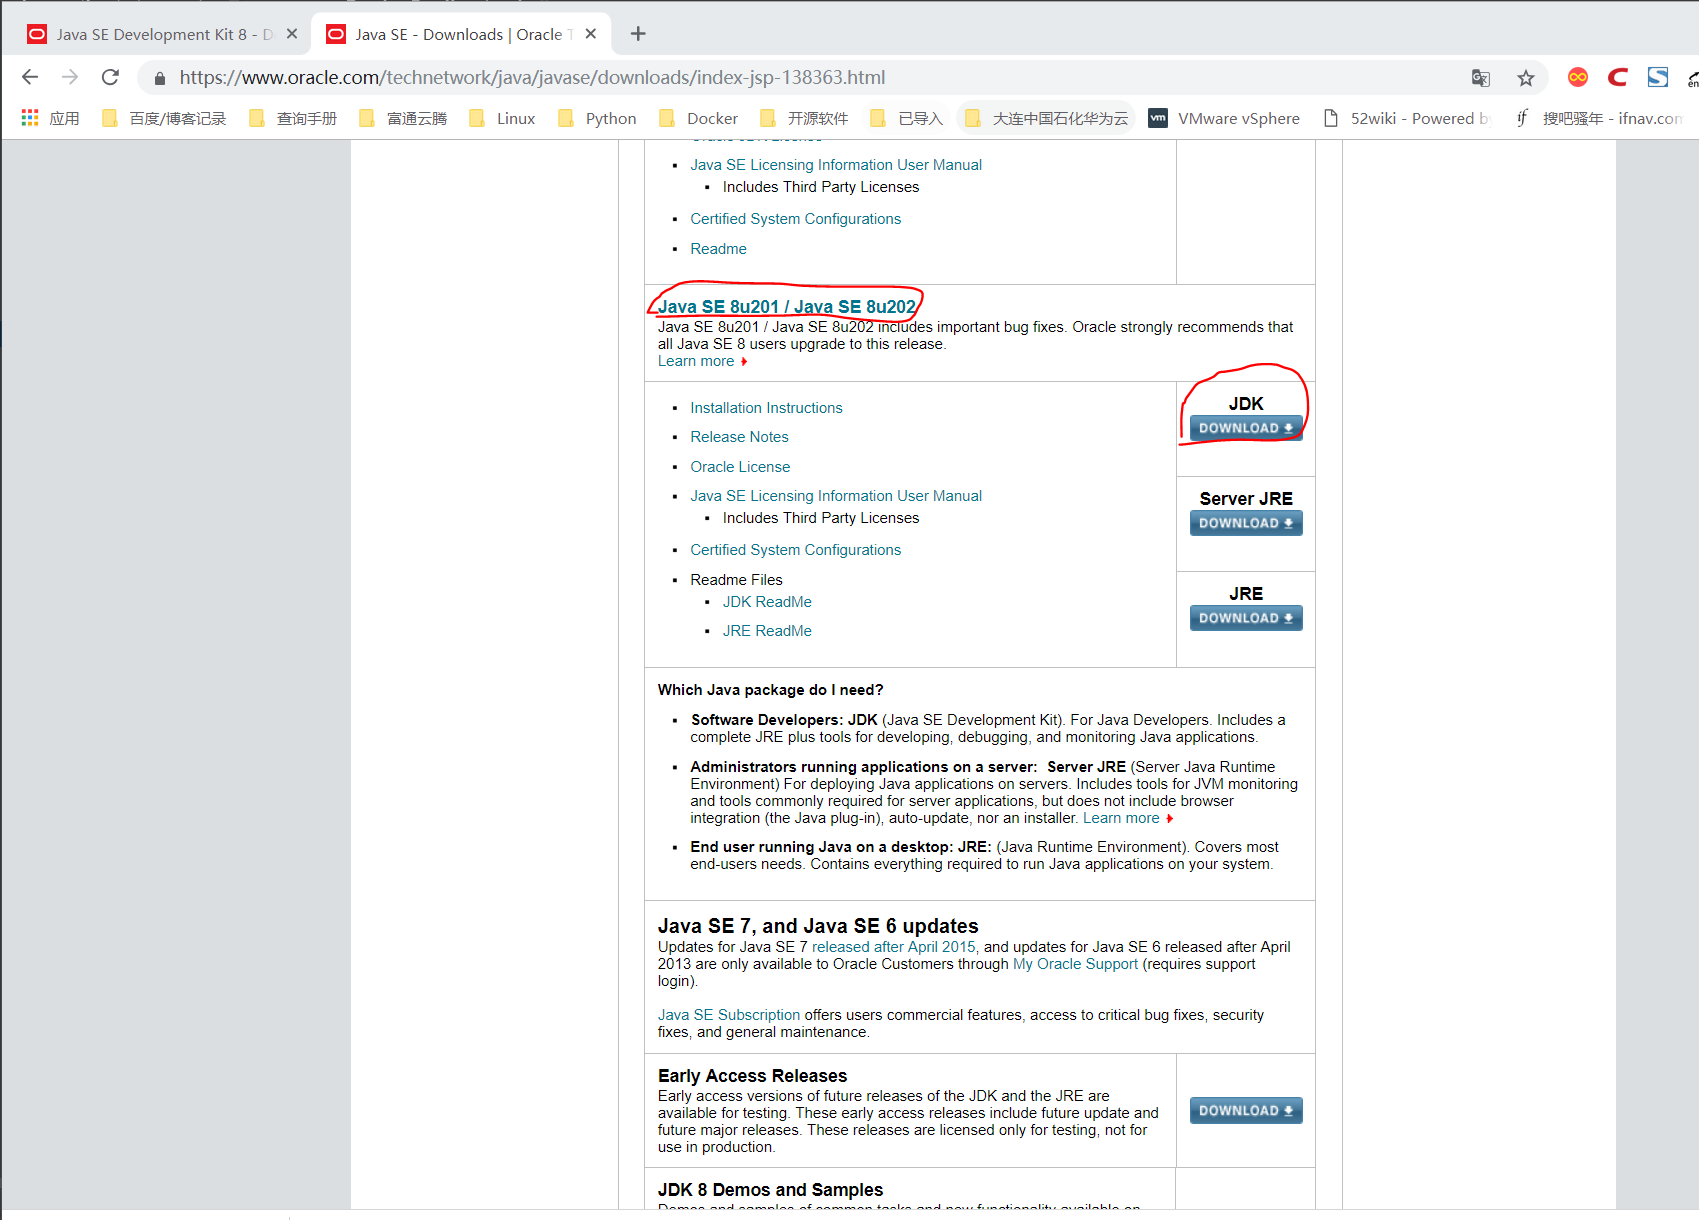 Java SE Development Kit 8 - D
Java SE - Downloads | Oracle T
https://www.oracle.com/technetwork/java/javase/downloads/index-jsp-138363.html
应用
百度/博客记录
查询手册
富通云腾
Linux
Python
Docker
开源软件
已导入
大连中国石化华为云
vm
VMware vSphere
52wiki - Powered by
搜吧骚年 - ifnav.com
Java SE Licensing Information User Manual
Includes Third Party Licenses
Certified System Configurations
Readme
Java SE 8u201 / Java SE 8u202
Java SE 8u201 / Java SE 8u202 includes important bug fixes. Oracle strongly recommends that
all Java SE 8 users upgrade to this release.
Learn more
Installation Instructions
Release Notes
Oracle License
Java SE Licensing Information User Manual
Includes Third Party Licenses
Certified System Configurations
Readme Files
JDK ReadMe
JRE ReadMe
JDK
DOWNLOAD
Server JRE
DOWNLOAD
JRE
DOWNLOAD
Which Java package do I need?
Software Developers: JDK (Java SE Development Kit). For Java Developers. Includes a
complete JRE plus tools for developing, debugging, and monitoring Java applications.
Administrators running applications on a server: Server JRE (Server Java Runtime
Environment) For deploying Java applications on servers. Includes tools for JVM monitoring
and tools commonly required for server applications, but does not include browser
integration (the Java plug-in), auto-update, nor an installer. Learn more
End user running Java on a desktop: JRE: (Java Runtime Environment). Covers most
end-users needs. Contains everything required to run Java applications on your system.
Java SE 7, and Java SE 6 updates
Updates for Java SE 7 released after April 2015, and updates for Java SE 6 released after April
2013 are only available to Oracle Customers through My Oracle Support (requires support
login).
Java SE Subscription offers users commercial features, access to critical bug fixes, security
fixes, and general maintenance.
Early Access Releases
Early access versions of future releases of the JDK and the JRE are
available for testing. These early access releases include future update and
future major releases. These releases are licensed only for testing, not for
use in production.
DOWNLOAD
JDK 8 Demos and Samples
Demos and samples of common tasks and new functionality available on